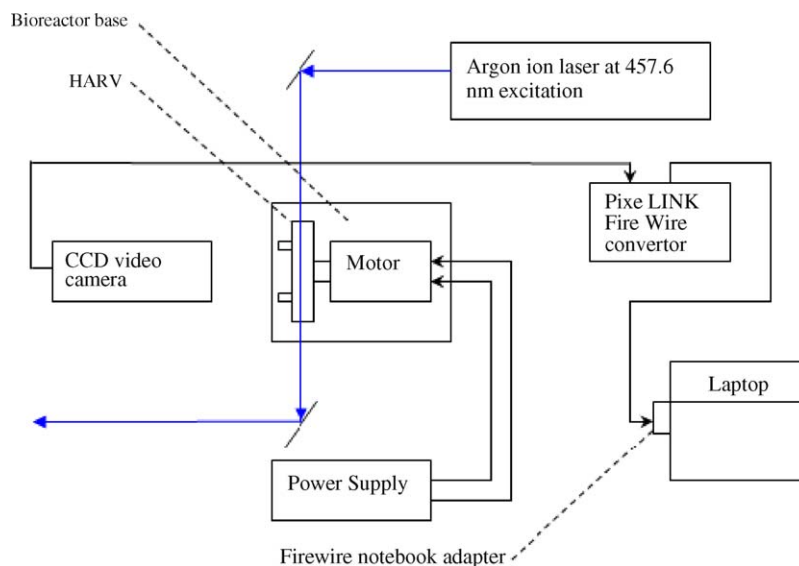 Bioreactor base
HARV
Argon ion laser at 457.6
nm excitation
Pixe LINK
Fire Wire
convertor
CCD video
camera
Motor
Laptop
Power Supply
Firewire notebook adapter